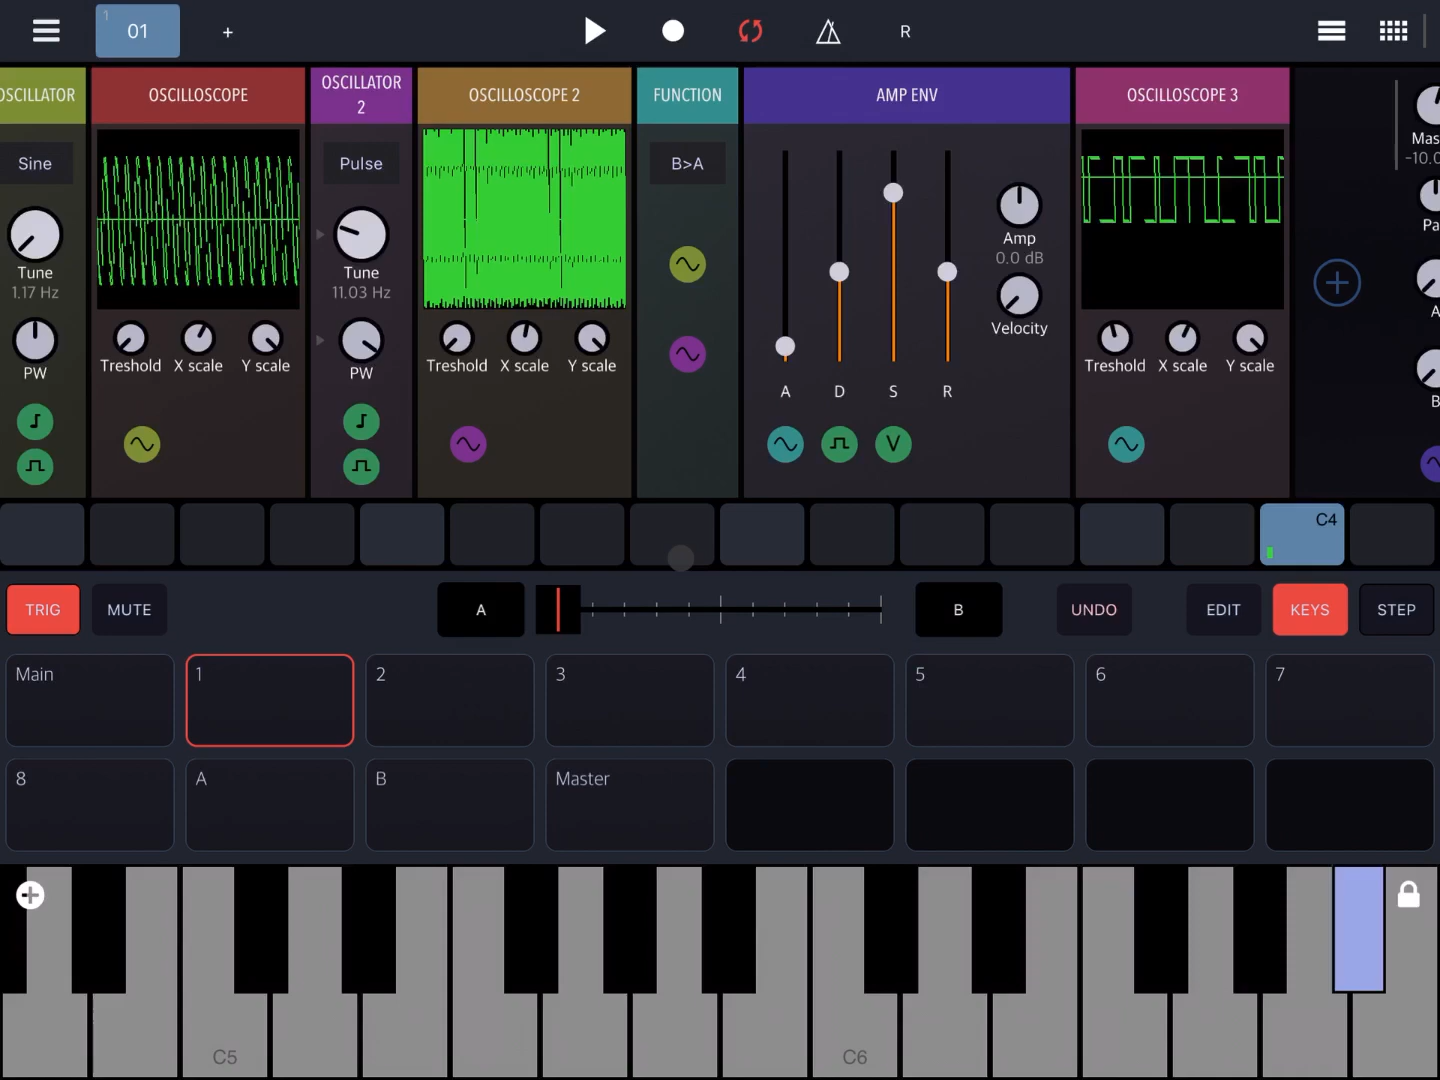 1
01
+
R
OSCILLATOR
OSCILLOSCOPE
OSCILLATOR
2
OSCILLOSCOPE 2
FUNCTION
AMP ENV
OSCILLOSCOPE 3
Sine
Pulse
B>A
Tune
1.17 Hz
PW
Treshold
X scale
Y scale
Tune
11.03 Hz
PW
Treshold
X scale
Y scale
A
D
S
R
Amp
0.0 dB
Velocity
V
Treshold
X scale
Y scale
Mas
-10.0
Pa
A
B
C4
TRIG
MUTE
A
B
UNDO
EDIT
KEYS
STEP
Main
1
2
3
4
5
6
7
8
A
B
Master
C5
C6